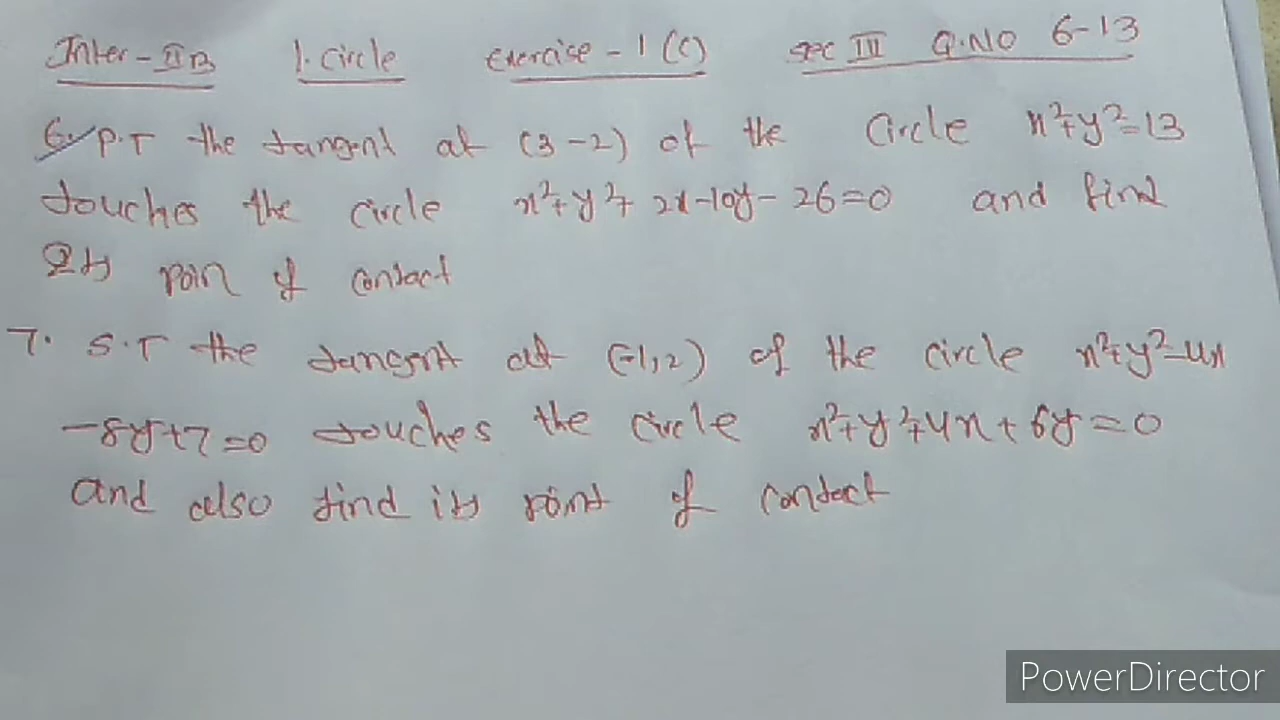 Inter-IIB 1. Circle Exercise-1(C) sec III Q.NO 6-13
6. P.T the tangent at (3 -2) of the Circle x²+y²=13
touches the circle x²+y²+2x-10y-26=0 and find
its poin of contact
7. S.T the tangent at (-1,2) of the circle x²+y²-4x
-8y+7=0 touches the circle x²+y²+4x+6y=0
and also find its point of contact
PowerDirector